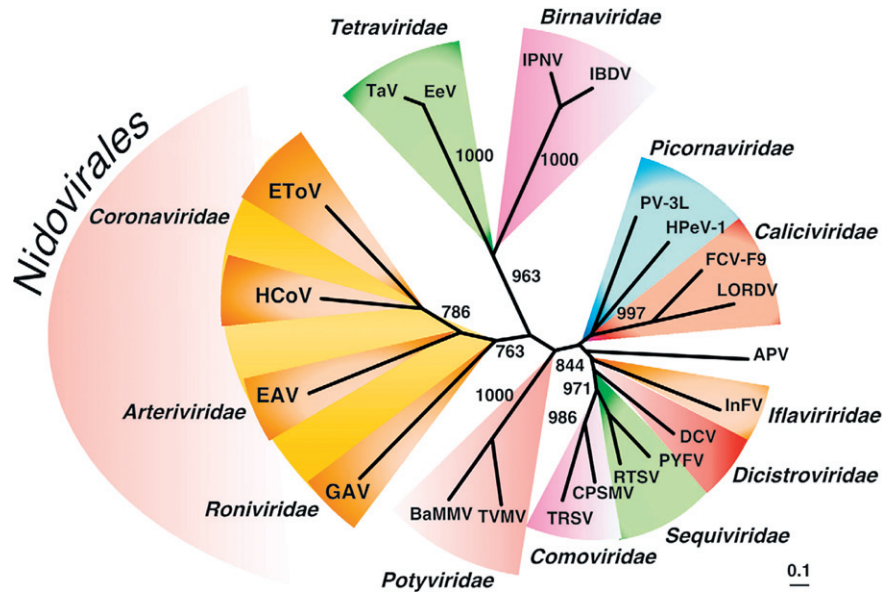 Birnaviridae
Tetraviridae
IPNV
IBDV
TaV
EeV
Nidovirales
1000
1000
Picornaviridae
EToV
PV-3L
HPeV-1
Coronaviridae
Caliciviridae
FCV-F9
963
LORDV
HCoV
997
786
763
844
APV
EAV
1000
971
InFV
Arteriviridae
986
Iflaviriridae
DCV
PYFV
GAV
RTSV
Dicistroviridae
CPSMV
Roniviridae
BaMMV
TVMV
TRSV
Sequiviridae
Comoviridae
Potyviridae
0.1